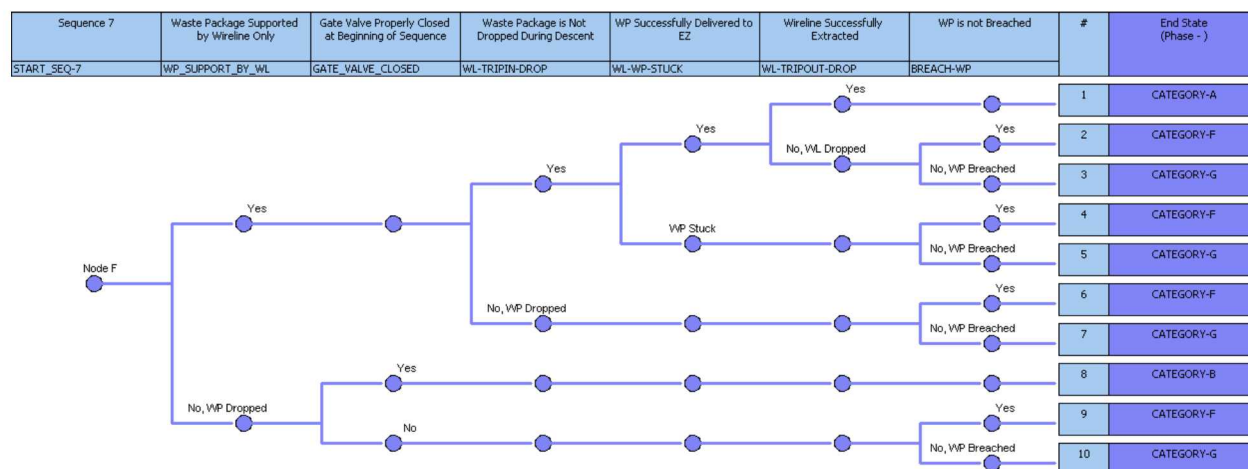 Sequence 7
Waste Package Supported
by Wireline Only
Gate Valve Properly Closed
at Beginning of Sequence
Waste Package is Not
Dropped During Descent
WP Successfully Delivered to
EZ
Wireline Successfully
Extracted
WP is not Breached
#
End State
(Phase - )
START_SEQ-7
WP_SUPPORT_BY_WL
GATE_VALVE_CLOSED
WL-TRIPIN-DROP
WL-WP-STUCK
WL-TRIPOUT-DROP
BREACH-WP
Yes
1
CATEGORY-A
Yes
Yes
2
CATEGORY-F
No, WL Dropped
Yes
No, WP Breached
3
CATEGORY-G
Yes
Yes
4
CATEGORY-F
WP Stuck
No, WP Breached
5
CATEGORY-G
Node F
Yes
6
CATEGORY-F
No, WP Dropped
No, WP Breached
7
CATEGORY-G
Yes
8
CATEGORY-B
No, WP Dropped
Yes
9
CATEGORY-F
No
No, WP Breached
10
CATEGORY-G